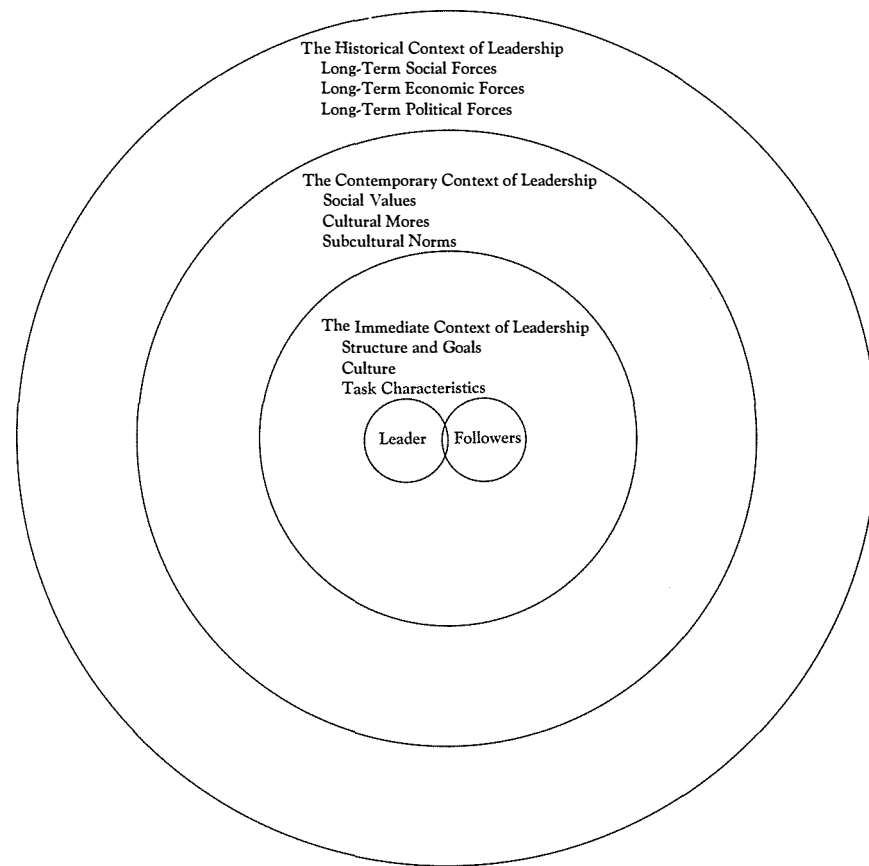 The Historical Context of Leadership
Long-Term Social Forces
Long-Term Economic Forces
Long-Term Political Forces
The Contemporary Context of Leadership
Social Values
Cultural Mores
Subcultural Norms
The Immediate Context of Leadership
Structure and Goals
Culture
Task Characteristics
Leader
Followers